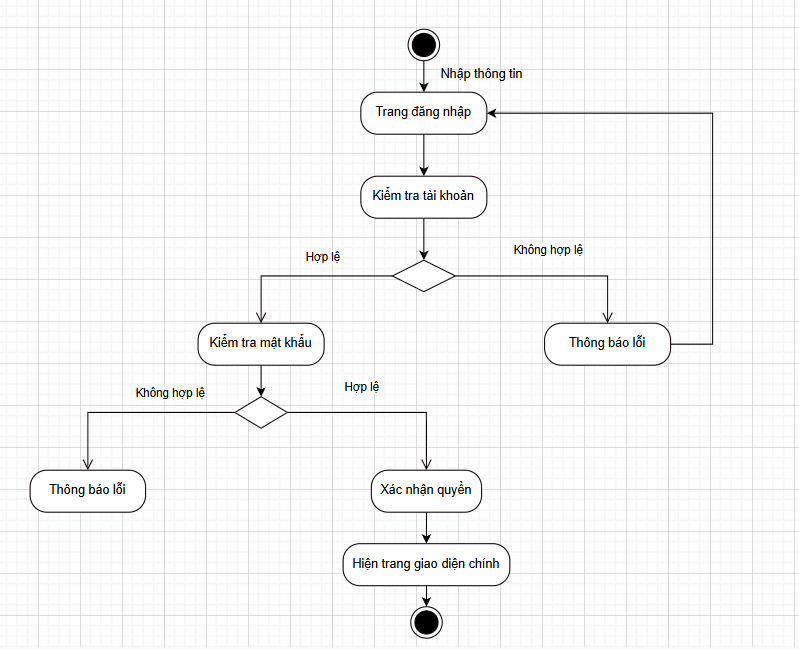 Nhập thông tin
Trang đăng nhập
Kiểm tra tài khoản
Hợp lệ
Không hợp lệ
Kiểm tra mật khẩu
Thông báo lỗi
Không hợp lệ
Hợp lệ
Thông báo lỗi
Xác nhận quyền
Hiện trang giao diện chính